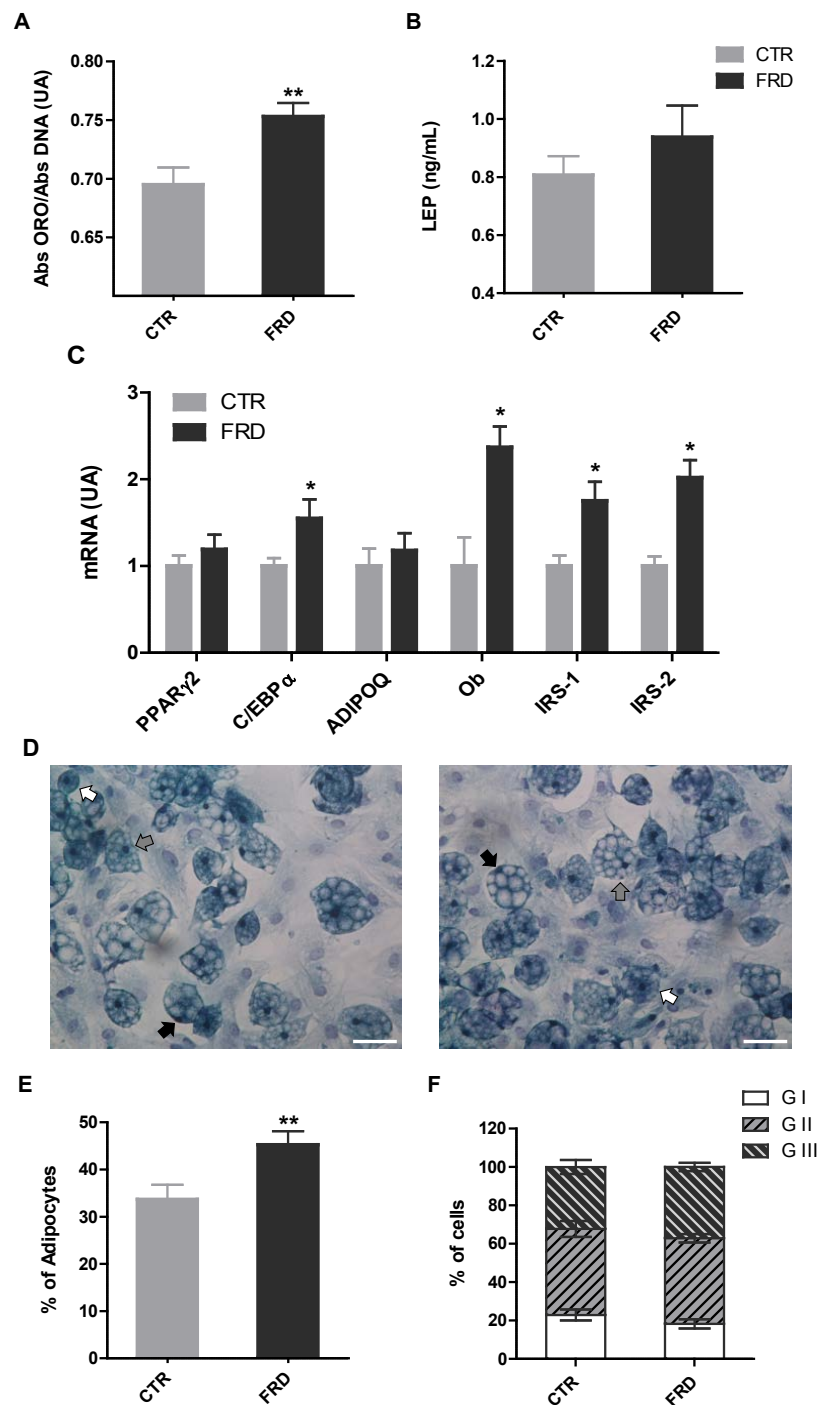 A
Abs ORO/Abs DNA (UA)
0.80
0.75
0.70
0.65
**
CTR
FRD
B
LEP (ng/mL)
1.2
1.0
0.8
0.6
0.4
CTR
FRD
CTR
FRD
C
mRNA (UA)
3
2
1
0
CTR
FRD
*
*
*
*
PPARγ2
C/EBPα
ADIPOQ
Ob
IRS-1
IRS-2
D
E
% of Adipocytes
50
40
30
20
10
0
**
CTR
FRD
F
% of cells
120
100
80
60
40
20
0
G I
G II
G III
CTR
FRD